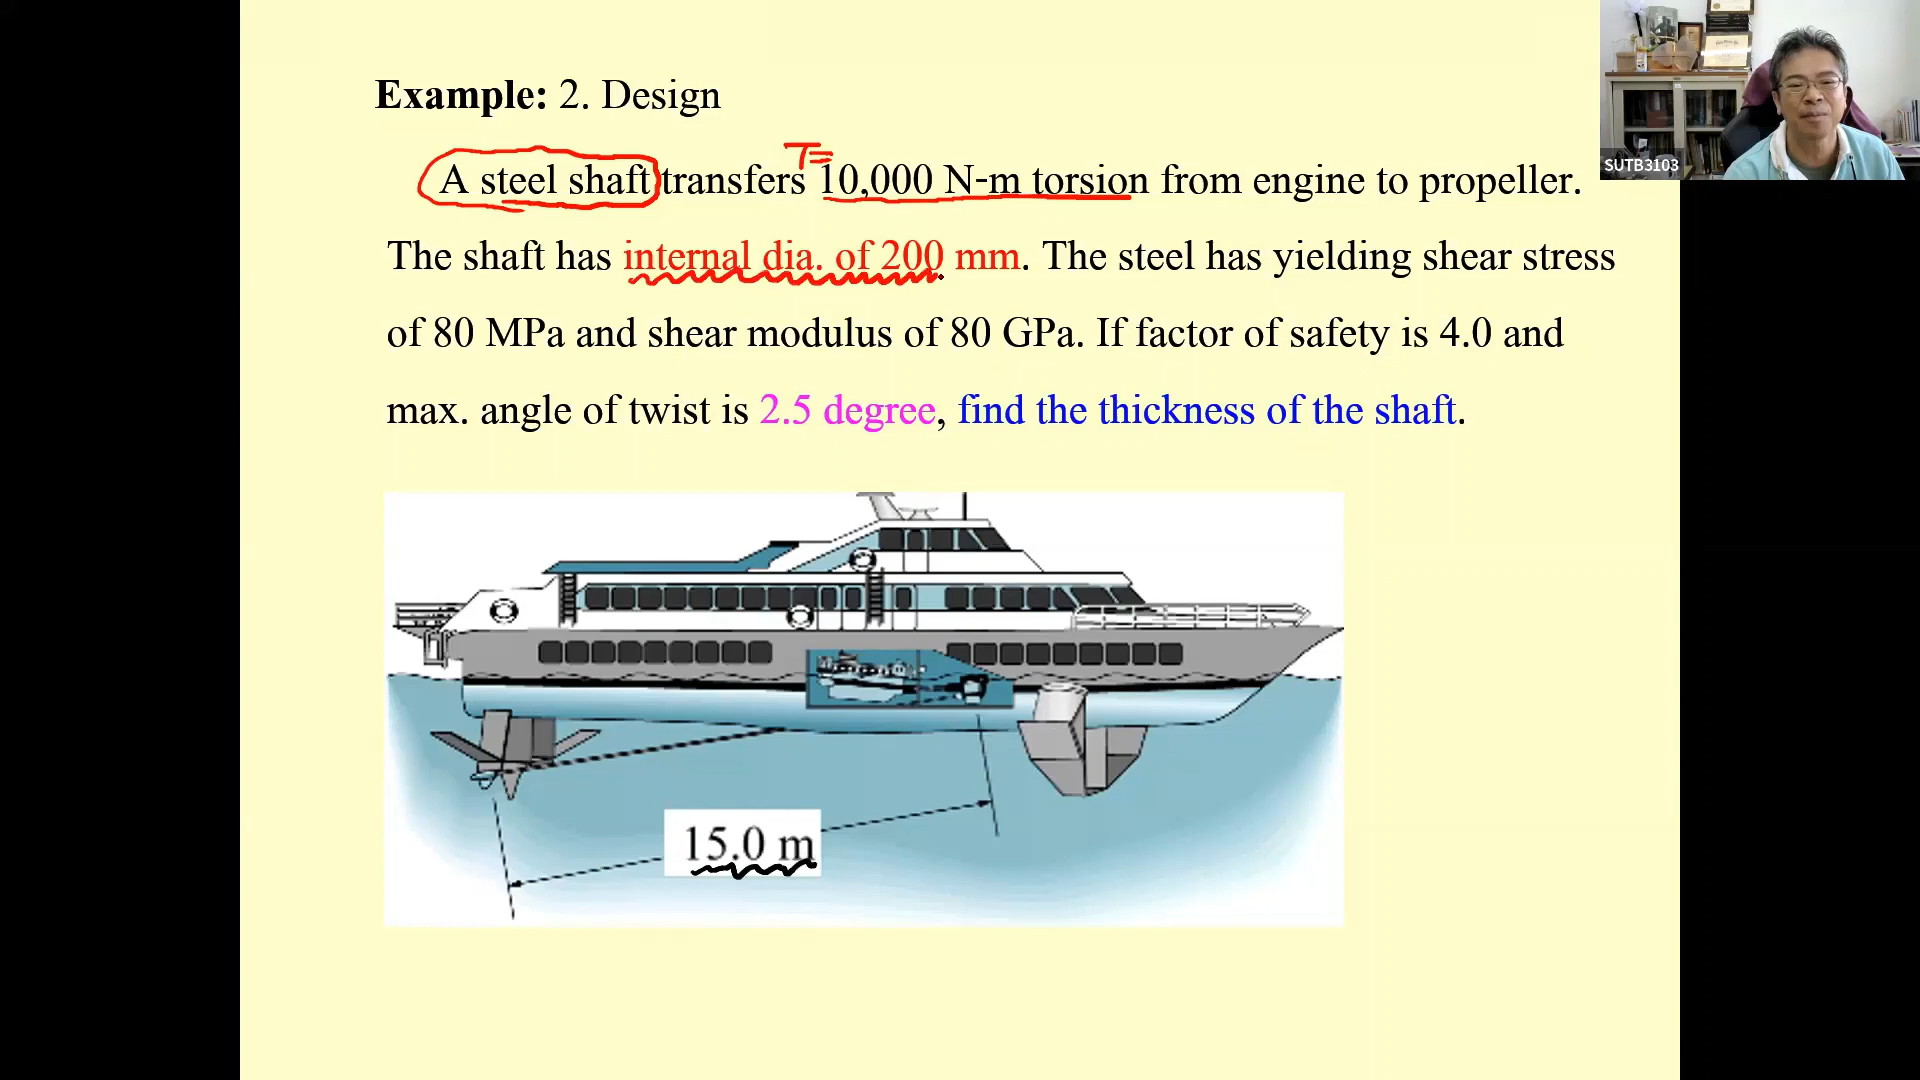 Example: 2. Design
T=
A steel shaft transfers 10,000 N-m torsion from engine to propeller.
The shaft has internal dia. of 200 mm. The steel has yielding shear stress
of 80 MPa and shear modulus of 80 GPa. If factor of safety is 4.0 and
max. angle of twist is 2.5 degree, find the thickness of the shaft.
15.0 m
SUTB3103